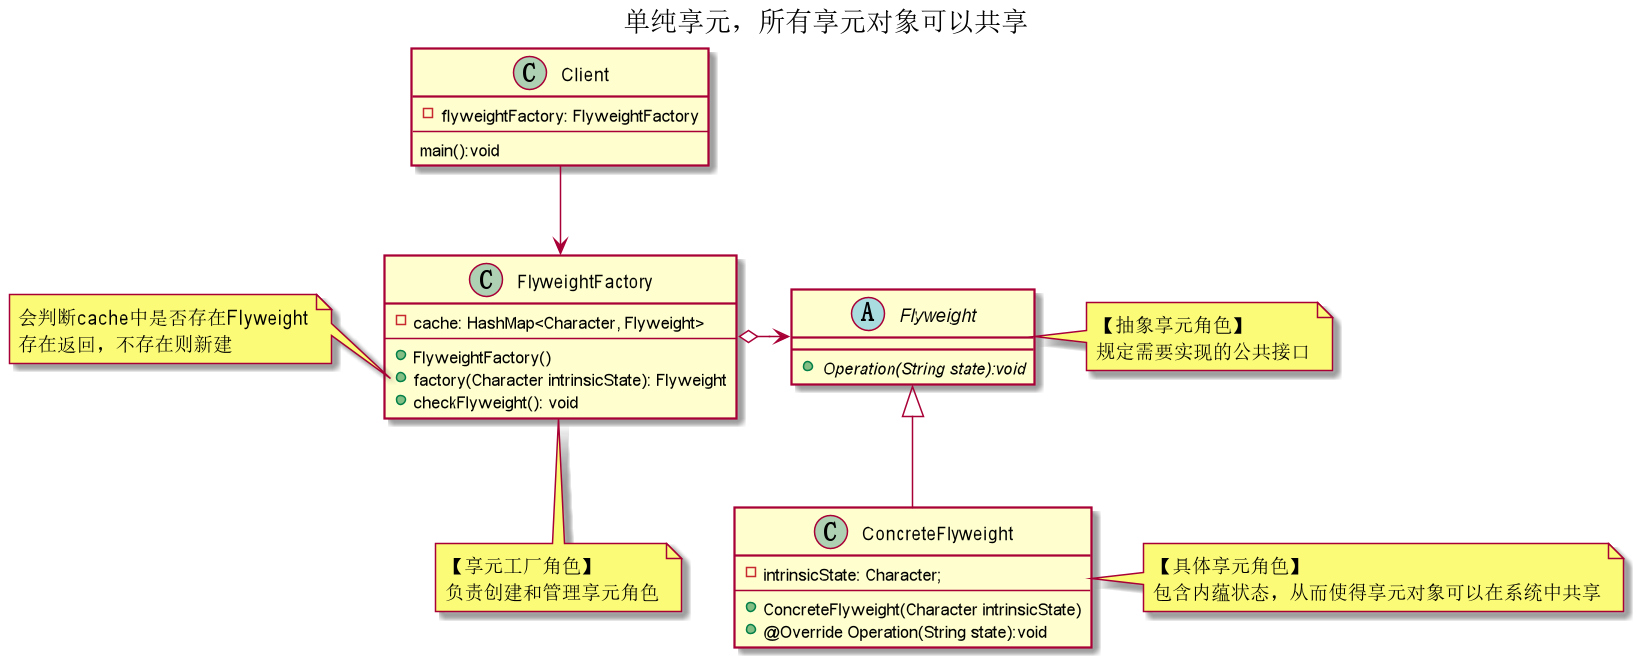 单纯享元，所有享元对象可以共享
C Client
flyweightFactory: FlyweightFactory
main():void
C FlyweightFactory
cache: HashMap<Character, Flyweight>
FlyweightFactory()
factory(Character intrinsicState): Flyweight
checkFlyweight(): void
会判断cache中是否存在Flyweight
存在返回，不存在则新建
A Flyweight
Operation(String state):void
【抽象享元角色】
规定需要实现的公共接口
【享元工厂角色】
负责创建和管理享元角色
C ConcreteFlyweight
intrinsicState: Character;
ConcreteFlyweight(Character intrinsicState)
@Override Operation(String state):void
【具体享元角色】
包含内蕴状态，从而使得享元对象可以在系统中共享